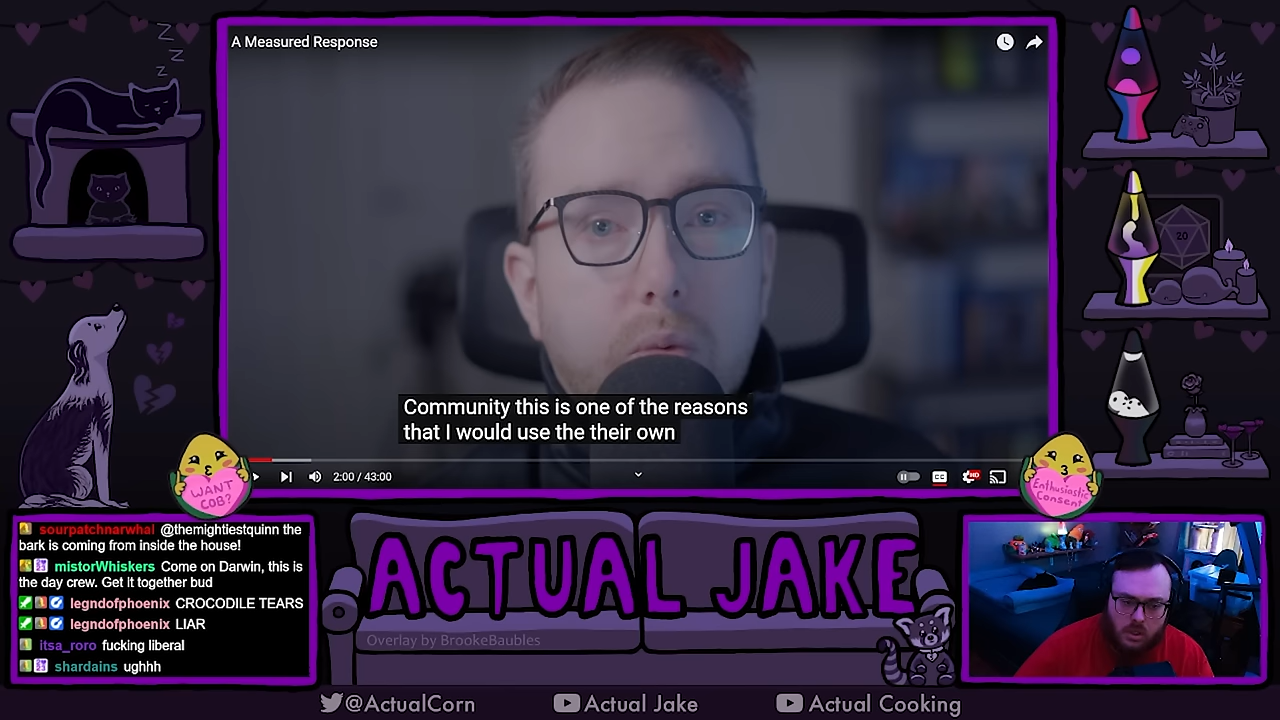 A Measured Response
Community this is one of the reasons
that I would use the their own
2:00 / 43:00
CC
HD
Z
Z
Z
20
WANT
COB?
Enthusiastic
Consent
sourpatchnarwhal @themightiestquinn the
bark is coming from inside the house!
mistorWhiskers Come on Darwin, this is
the day crew. Get it together bud
legndofphoenix CROCODILE TEARS
legndofphoenix LIAR
itsa_roro fucking liberal
shardains ughhh
ACTUAL JAKE
Overlay by BrookeBaubles
@ActualCorn
Actual Jake
Actual Cooking